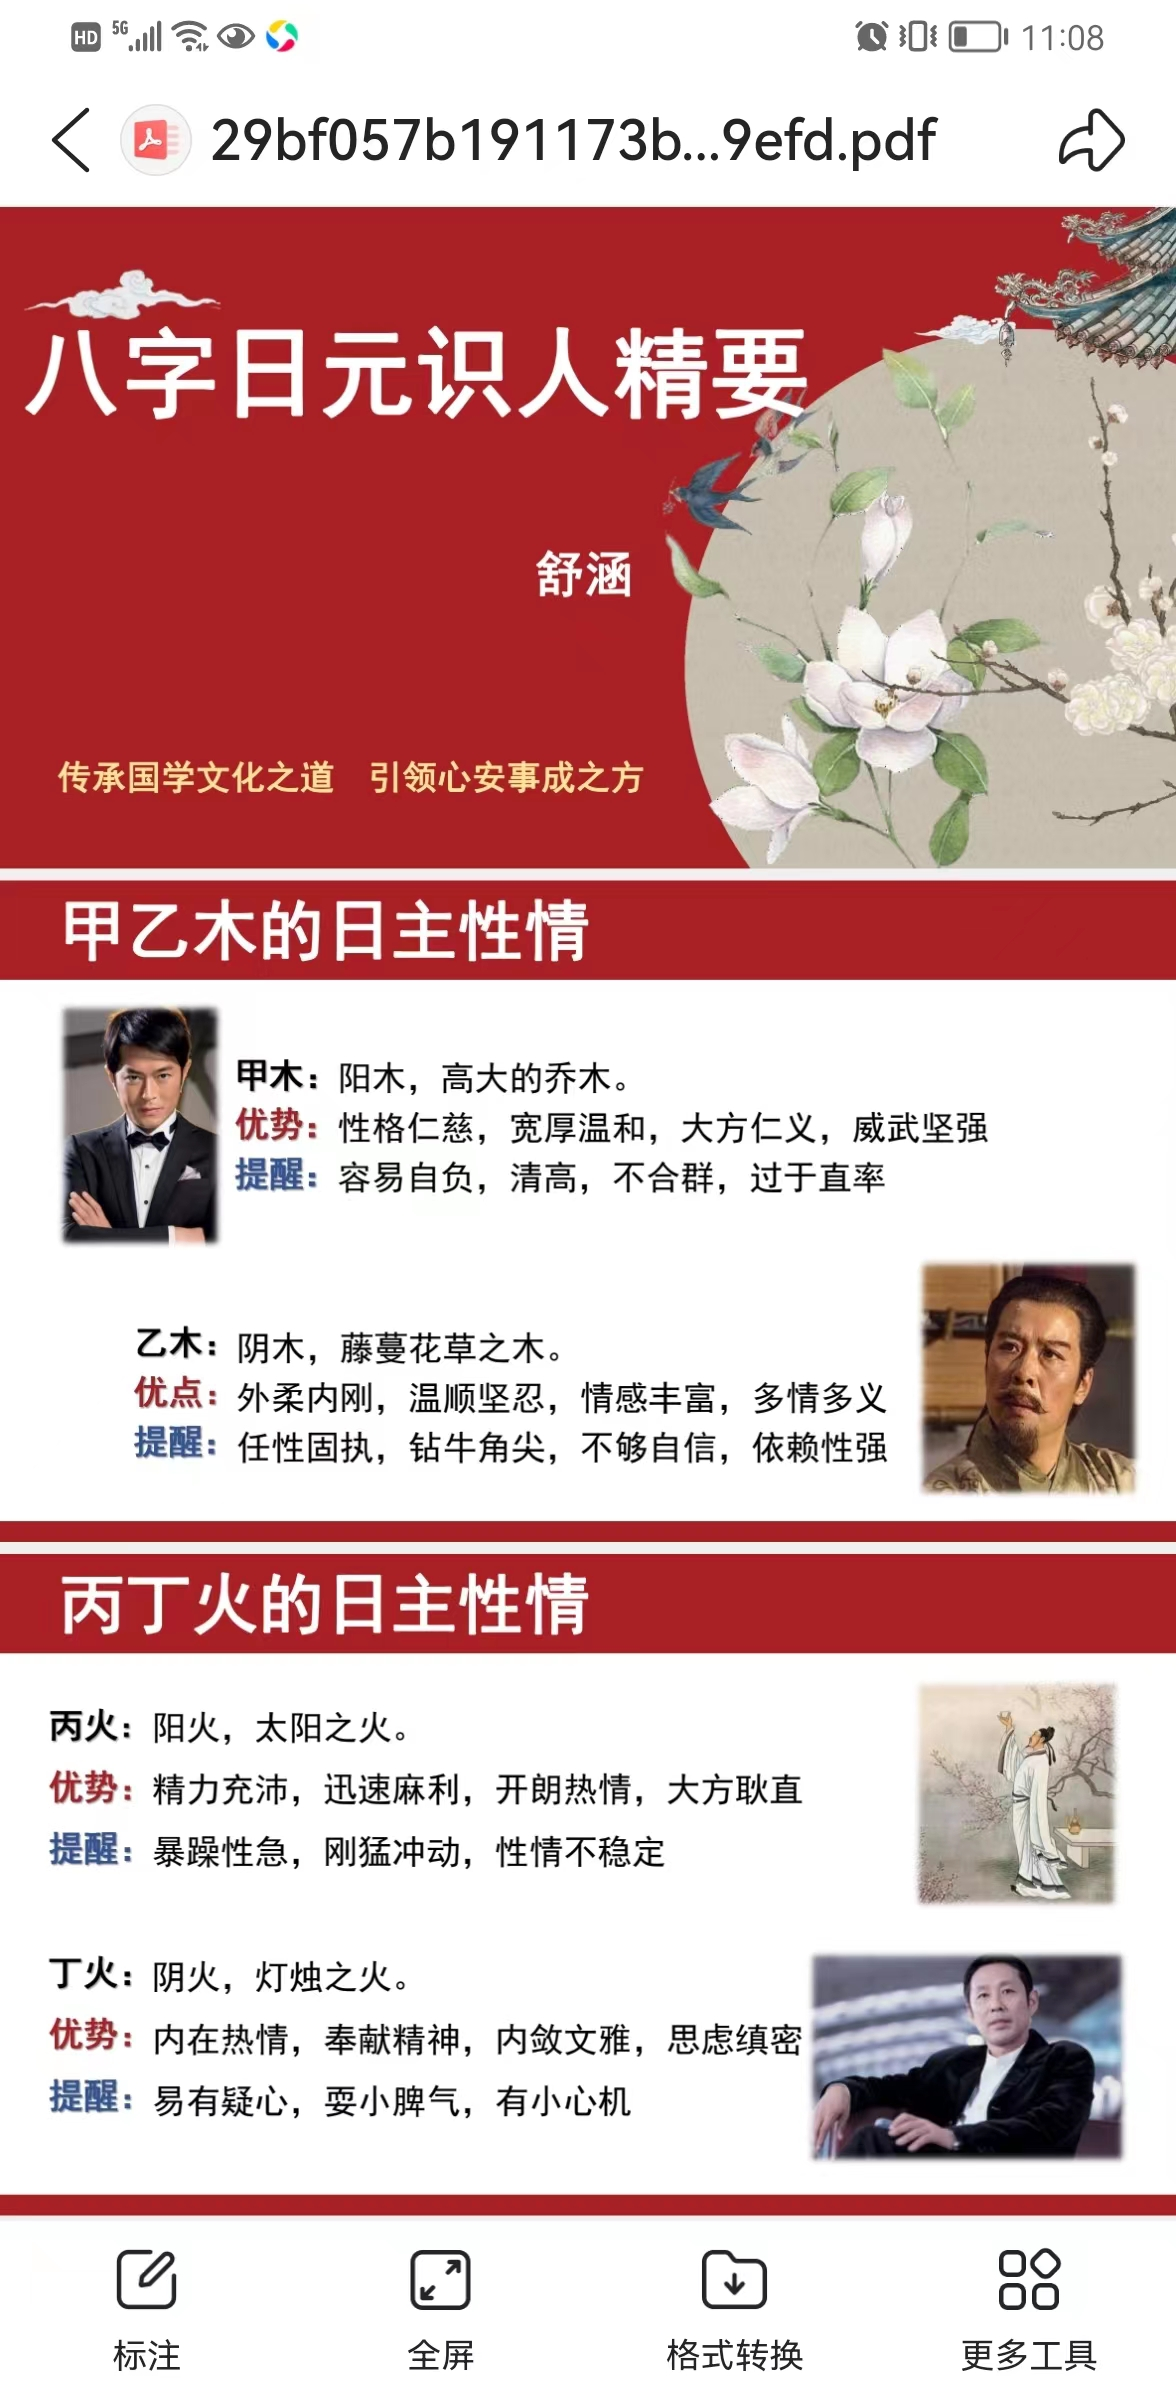 HD 5G 11:08
29bf057b191173b...9efd.pdf
八字日元识人精要
舒涵
传承国学文化之道 引领心安事成之方
甲乙木的日主性情
甲木：阳木，高大的乔木。
优势：性格仁慈，宽厚温和，大方仁义，威武坚强
提醒：容易自负，清高，不合群，过于直率
乙木：阴木，藤蔓花草之木。
优点：外柔内刚，温顺坚忍，情感丰富，多情多义
提醒：任性固执，钻牛角尖，不够自信，依赖性强
丙丁火的日主性情
丙火：阳火，太阳之火。
优势：精力充沛，迅速麻利，开朗热情，大方耿直
提醒：暴躁性急，刚猛冲动，性情不稳定
丁火：阴火，灯烛之火。
优势：内在热情，奉献精神，内敛文雅，思虑缜密
提醒：易有疑心，耍小脾气，有小心机
标注 全屏 格式转换 更多工具